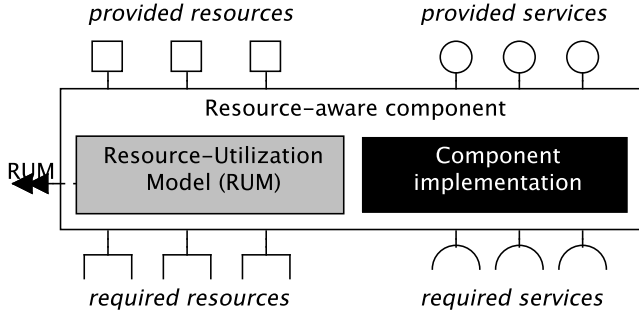 provided resources
provided services
Resource-aware component
RUM
Resource-Utilization
Model (RUM)
Component
implementation
required resources
required services